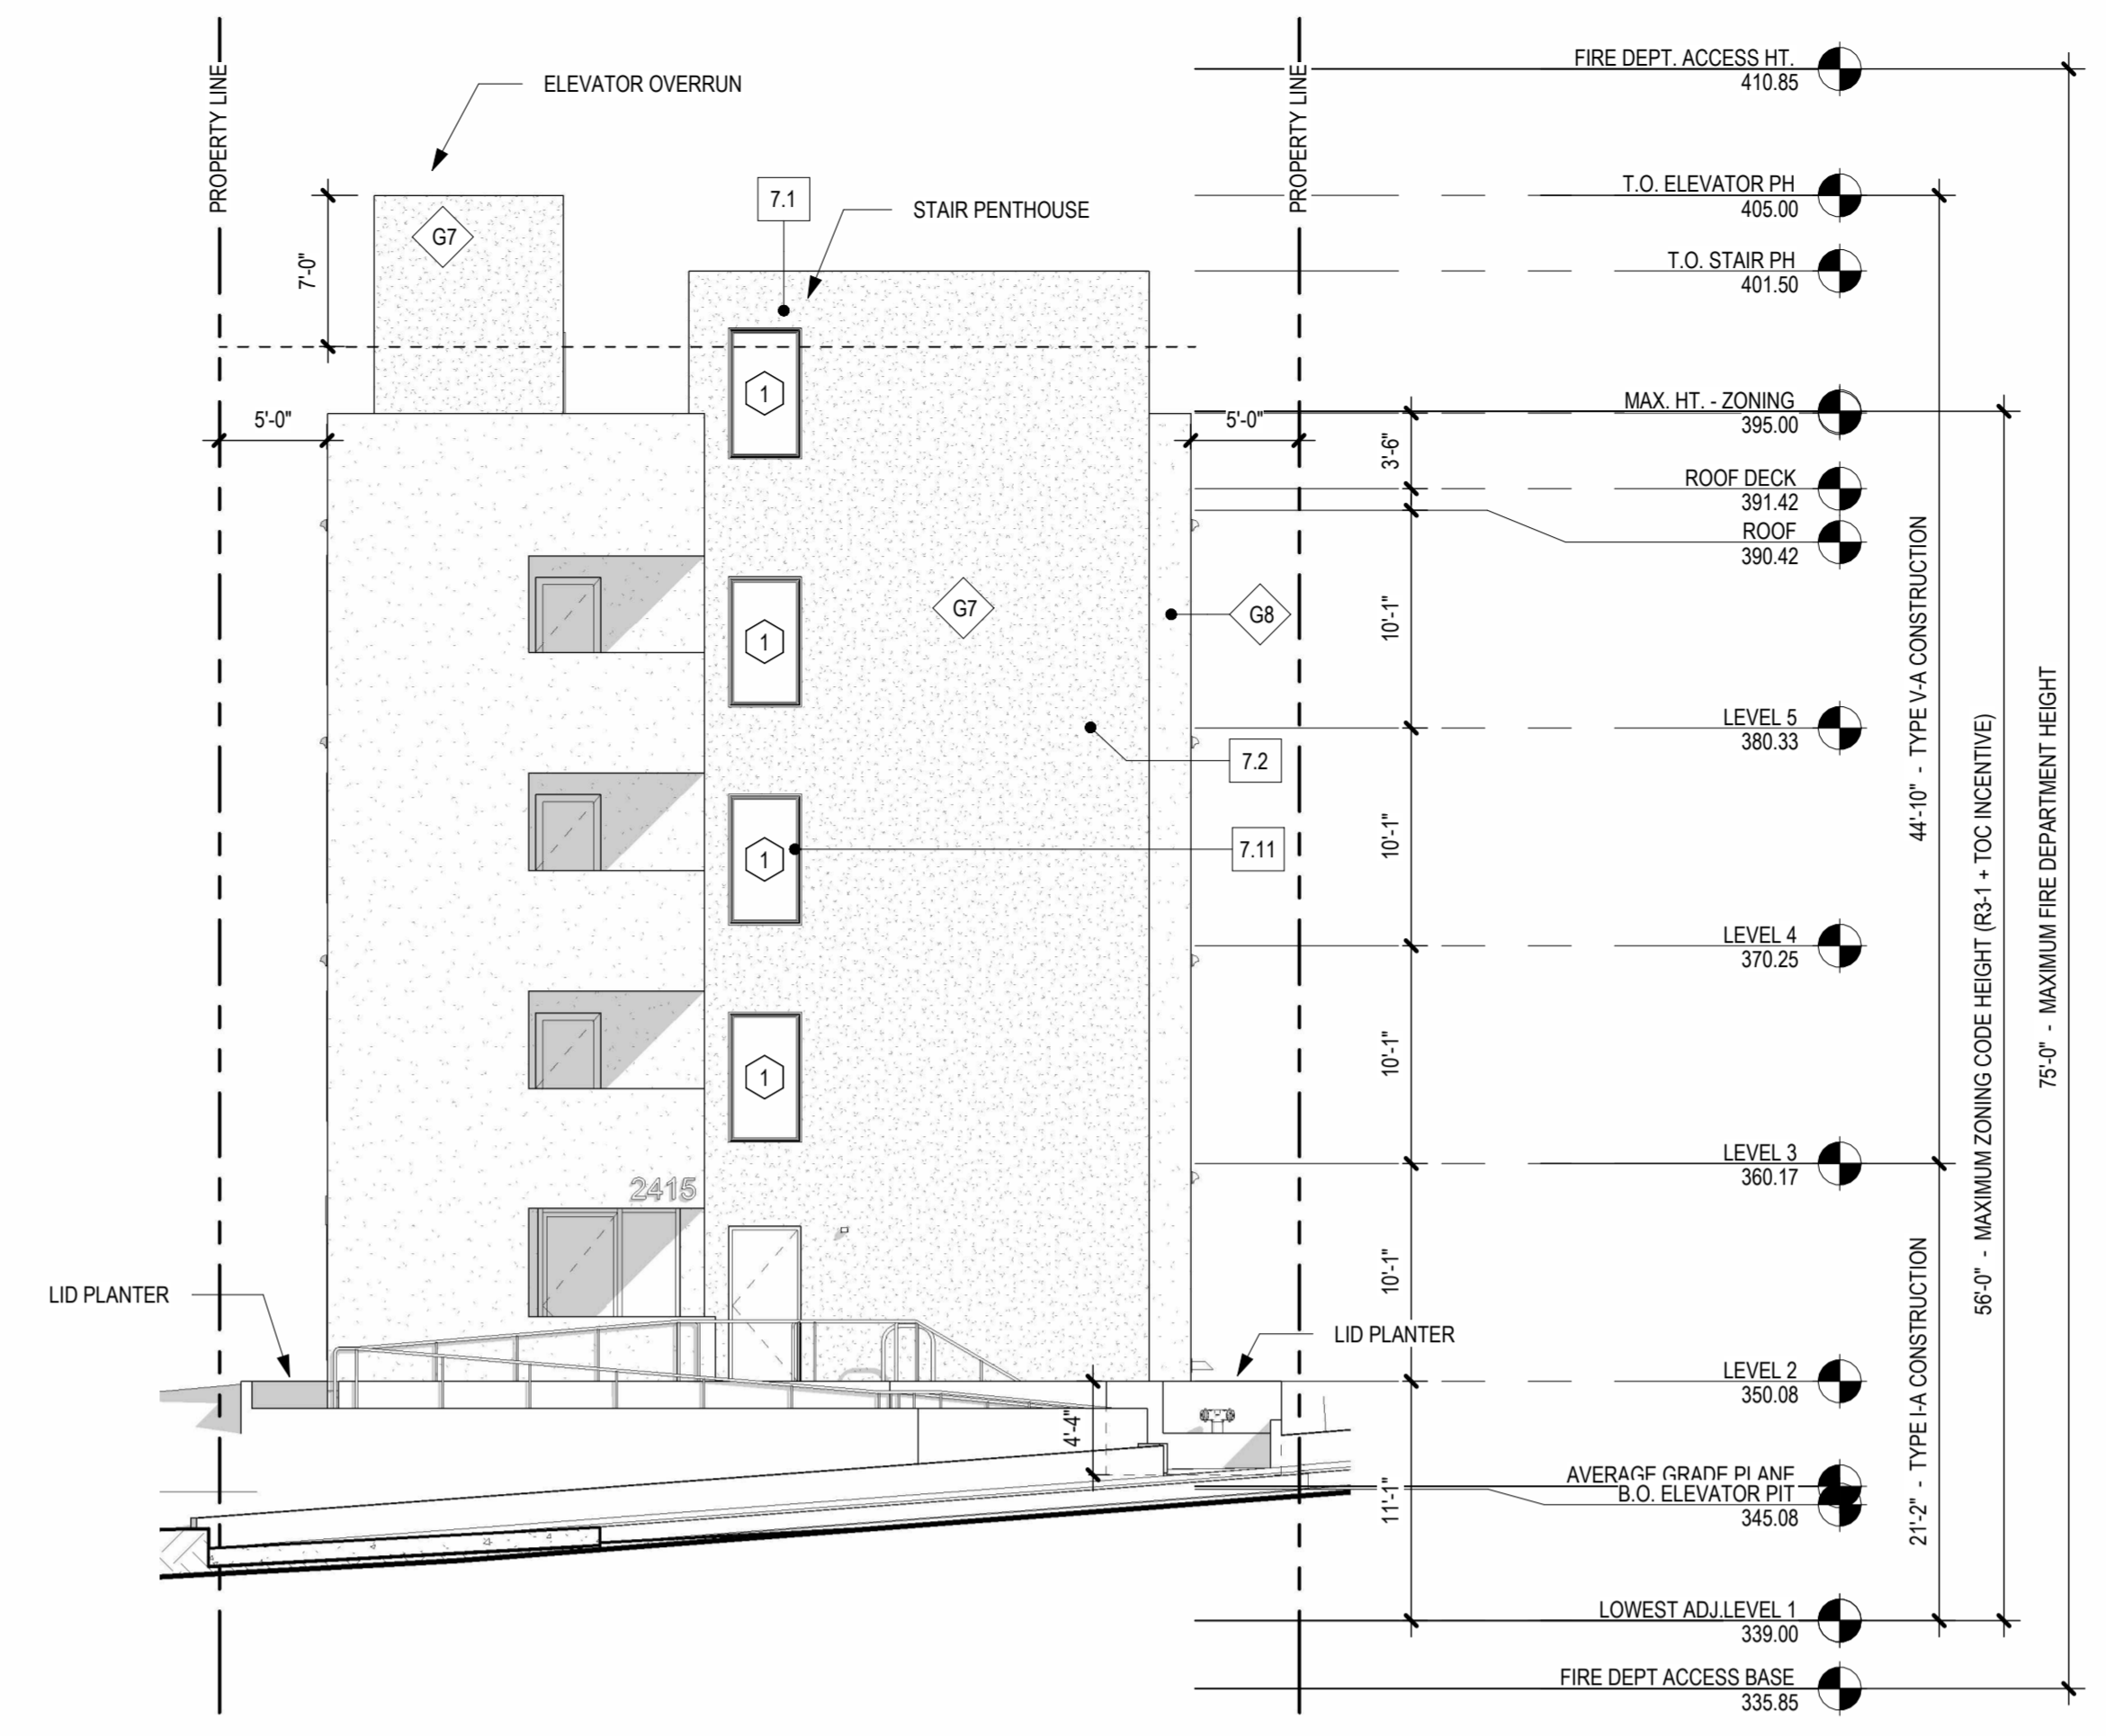 PROPERTY LINE
ELEVATOR OVERRUN
7'-0"
G7
7.1
STAIR PENTHOUSE
PROPERTY LINE
FIRE DEPT. ACCESS HT.
410.85
T.O. ELEVATOR PH
405.00
T.O. STAIR PH
401.50
MAX. HT. - ZONING
395.00
ROOF DECK
391.42
ROOF
390.42
5'-0"
1
5'-0"
3'-6"
1
G7
G8
10'-1"
LEVEL 5
380.33
7.2
1
7.11
10'-1"
LEVEL 4
370.25
1
10'-1"
LEVEL 3
360.17
2415
10'-1"
LID PLANTER
LID PLANTER
LEVEL 2
350.08
4'-4"
11'-1"
AVERAGE GRADE PLANE
B.O. ELEVATOR PIT
345.08
LOWEST ADJ.LEVEL 1
339.00
FIRE DEPT ACCESS BASE
335.85
44'-10" - TYPE V-A CONSTRUCTION
21'-2" - TYPE I-A CONSTRUCTION
56'-0" - MAXIMUM ZONING CODE HEIGHT (R3-1 + TOC INCENTIVE)
75'-0" - MAXIMUM FIRE DEPARTMENT HEIGHT